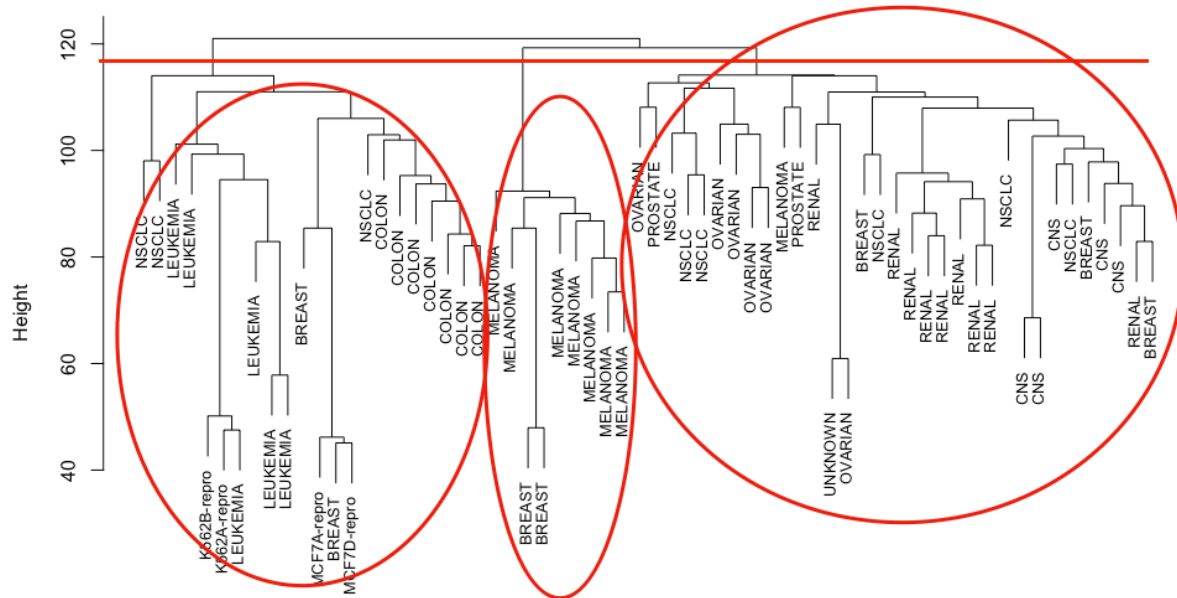 Height
120
100
80
60
40
NSCLC
NSCLC
LEUKEMIA
LEUKEMIA
K562B-repro
K562A-repro
LEUKEMIA
LEUKEMIA
LEUKEMIA
LEUKEMIA
BREAST
MCF7A-repro
BREAST
MCF7D-repro
NSCLC
COLON
COLON
COLON
COLON
COLON
COLON
COLON
MELANOMA
MELANOMA
BREAST
BREAST
MELANOMA
MELANOMA
MELANOMA
MELANOMA
MELANOMA
OVARIAN
PROSTATE
NSCLC
NSCLC
NSCLC
OVARIAN
OVARIAN
OVARIAN
OVARIAN
MELANOMA
PROSTATE
RENAL
UNKNOWN
OVARIAN
BREAST
NSCLC
RENAL
RENAL
RENAL
RENAL
RENAL
RENAL
RENAL
NSCLC
CNS
CNS
CNS
NSCLC
BREAST
CNS
CNS
RENAL
BREAST